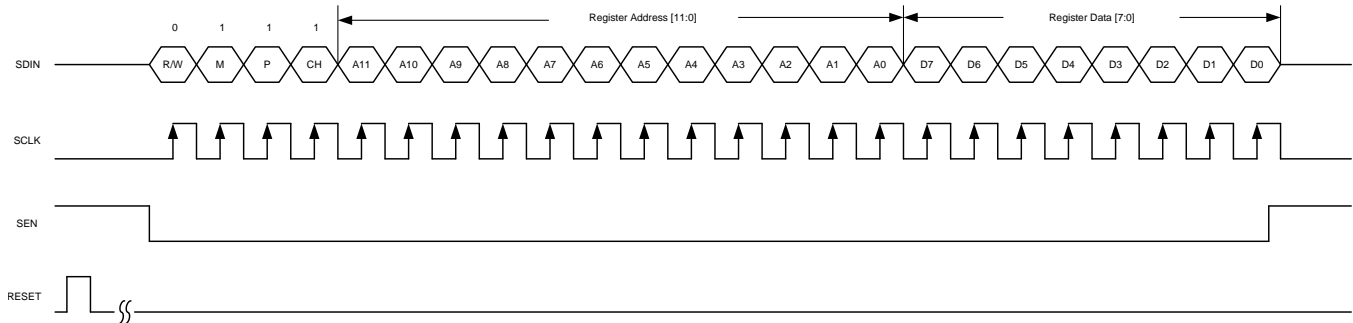 0 1 1 1 Register Address [11:0] Register Data [7:0]
SDIN R/W M P CH A11 A10 A9 A8 A7 A6 A5 A4 A3 A2 A1 A0 D7 D6 D5 D4 D3 D2 D1 D0
SCLK
SEN
RESET